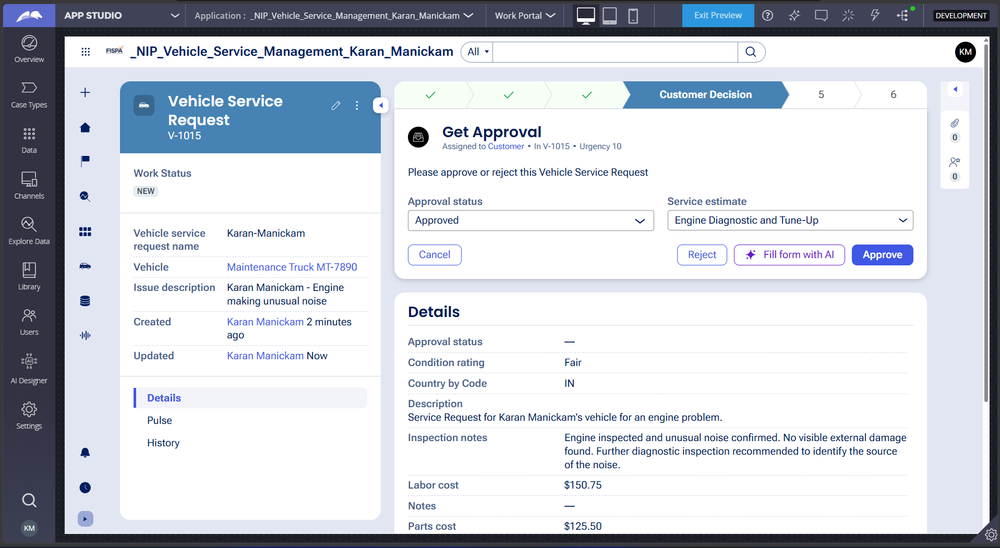 APP STUDIO
Application : _NIP_Vehicle_Service_Management_Karan_Manickam
Work Portal
Exit Preview
DEVELOPMENT
Overview
Case Types
Data
Channels
Explore Data
Library
Users
AI
AI Designer
Settings
KM
FISPA
_NIP_Vehicle_Service_Management_Karan_Manickam
All
KM
Vehicle Service
Request
V-1015
Work Status
NEW
Vehicle service
request name
Karan-Manickam
Vehicle
Maintenance Truck MT-7890
Issue description
Karan Manickam - Engine
making unusual noise
Created
Karan Manickam 2 minutes
ago
Updated
Karan Manickam Now
Details
Pulse
History
Customer Decision
5
6
Get Approval
Assigned to Customer • In V-1015 • Urgency 10
Please approve or reject this Vehicle Service Request
Approval status
Approved
Service estimate
Engine Diagnostic and Tune-Up
Cancel
Reject
Fill form with AI
Approve
0
0
Details
Approval status
—
Condition rating
Fair
Country by Code
IN
Description
Service Request for Karan Manickam's vehicle for an engine problem.
Inspection notes
Engine inspected and unusual noise confirmed. No visible external damage
found. Further diagnostic inspection recommended to identify the source
of the noise.
Labor cost
$150.75
Notes
—
Parts cost
$125.50